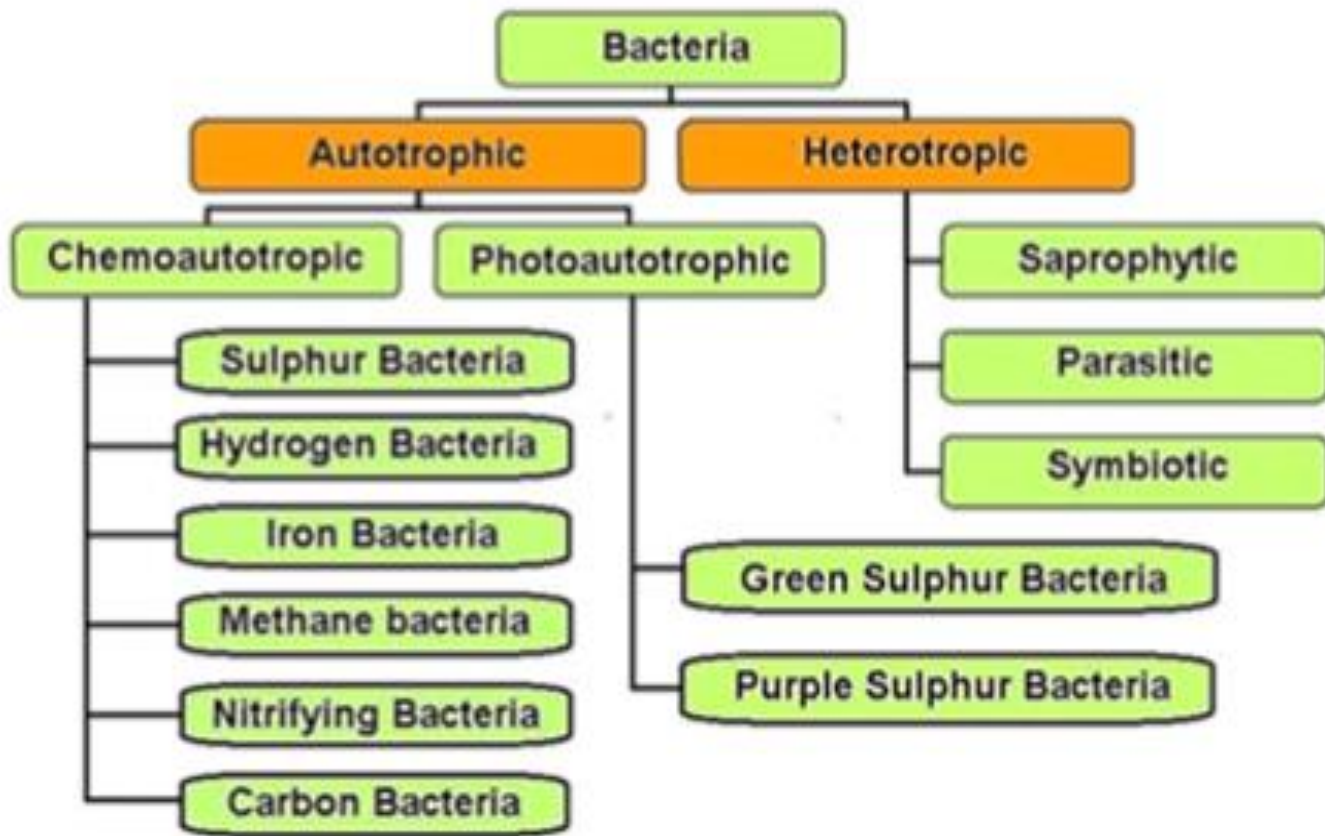 Bacteria
Autotrophic
Heterotropic
Chemoautotropic
Photoautotrophic
Saprophytic
Parasitic
Symbiotic
Sulphur Bacteria
Hydrogen Bacteria
Iron Bacteria
Methane bacteria
Nitrifying Bacteria
Carbon Bacteria
Green Sulphur Bacteria
Purple Sulphur Bacteria